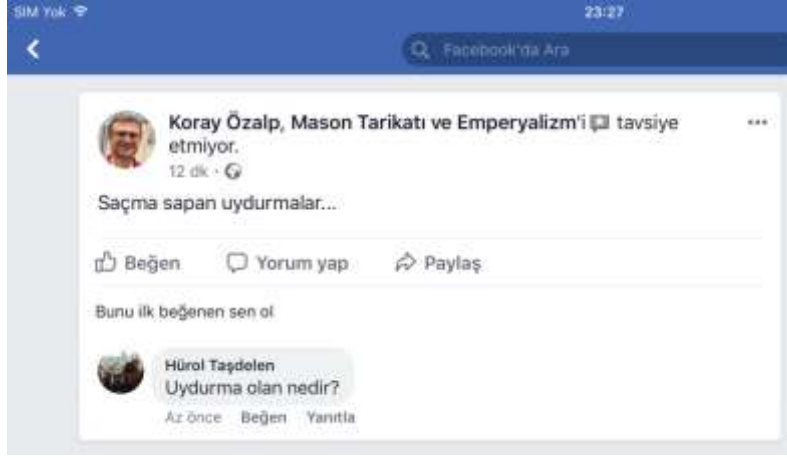 SIM Yok 23:27
Facebook'da Ara
Koray Özalp, Mason Tarikatı ve Emperyalizm'i tavsiye
etmiyor.
12 dk ·
Saçma sapan uydurmalar...
Beğen Yorum yap Paylaş
Bunu ilk beğenen sen ol
Hürol Taşdelen
Uydurma olan nedir?
Az önce Beğen Yanıtla